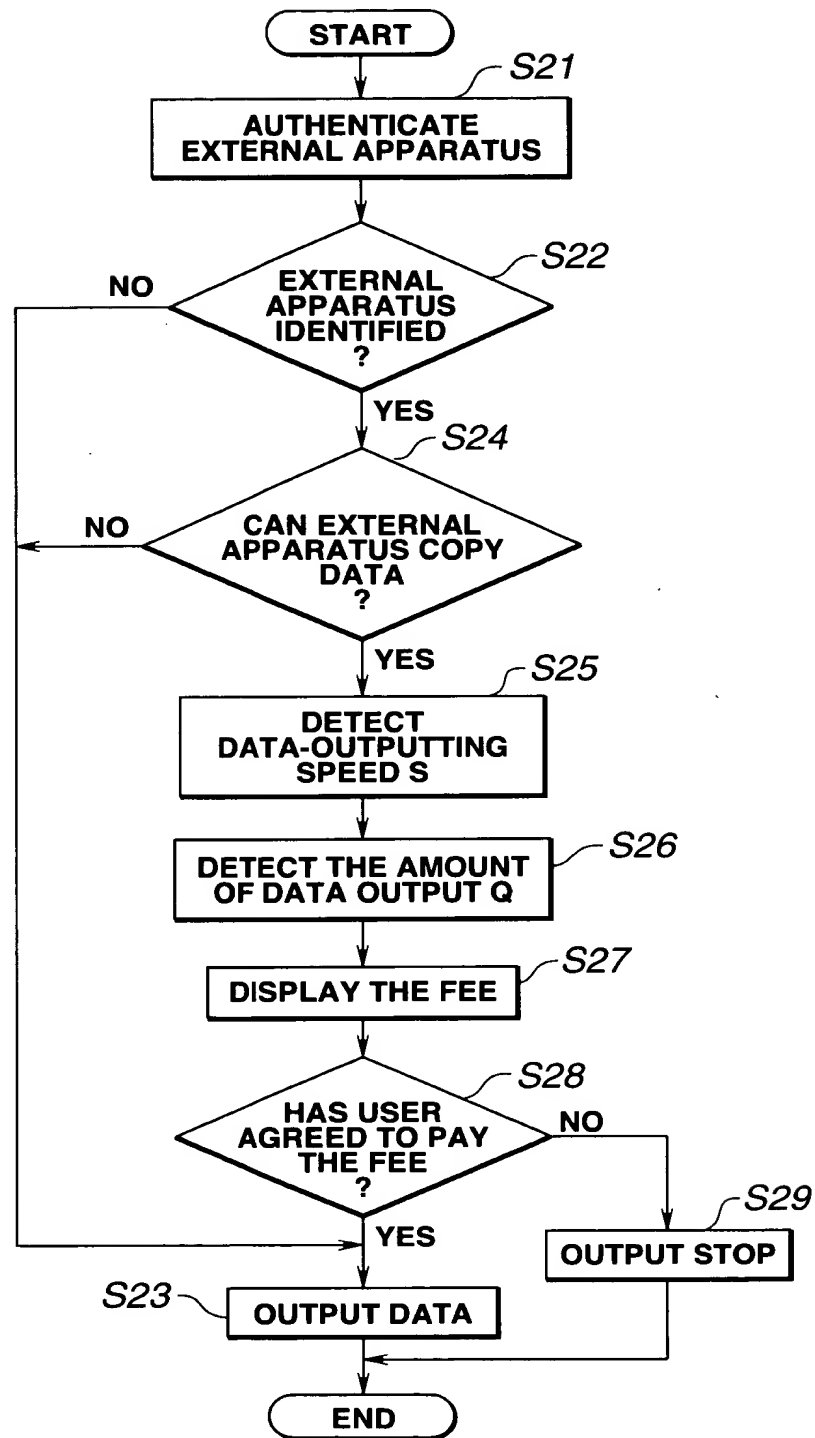 START
S21
AUTHENTICATE
EXTERNAL APPARATUS
S22
NO
EXTERNAL
APPARATUS
IDENTIFIED
?
YES
S24
NO
CAN EXTERNAL
APPARATUS COPY
DATA
?
YES
S25
DETECT
DATA-OUTPUTTING
SPEED S
S26
DETECT THE AMOUNT
OF DATA OUTPUT Q
S27
DISPLAY THE FEE
S28
HAS USER
AGREED TO PAY
THE FEE
?
NO
YES
S29
OUTPUT STOP
S23
OUTPUT DATA
END